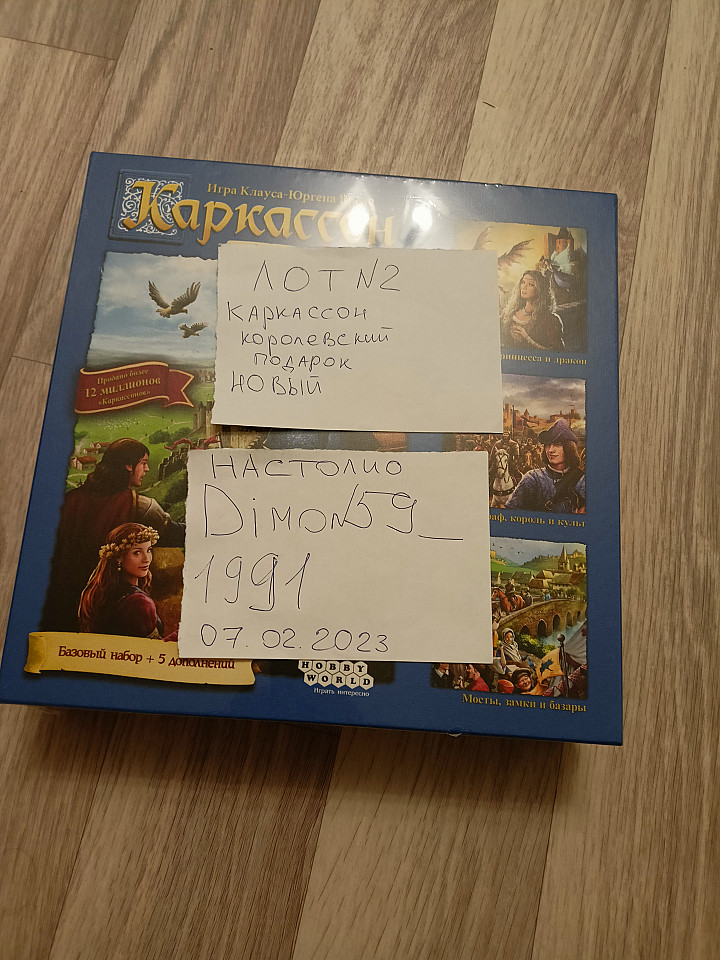 Игра Клауса-Юргена
Каркассон
ЛОТ N2
КАРКАССОН
КОРОЛЕВСКИЙ
ПОДАРОК
НОВЫЙ
принцесса и дракон
Продано более
12 миллионов
«Каркассонов»
НАСТОЛИО
DiMON59_
1991
07.02.2023
раф, король и культ
Базовый набор + 5 дополнений
HOBBY
WORLD
Играть интересно
Мосты, замки и базары